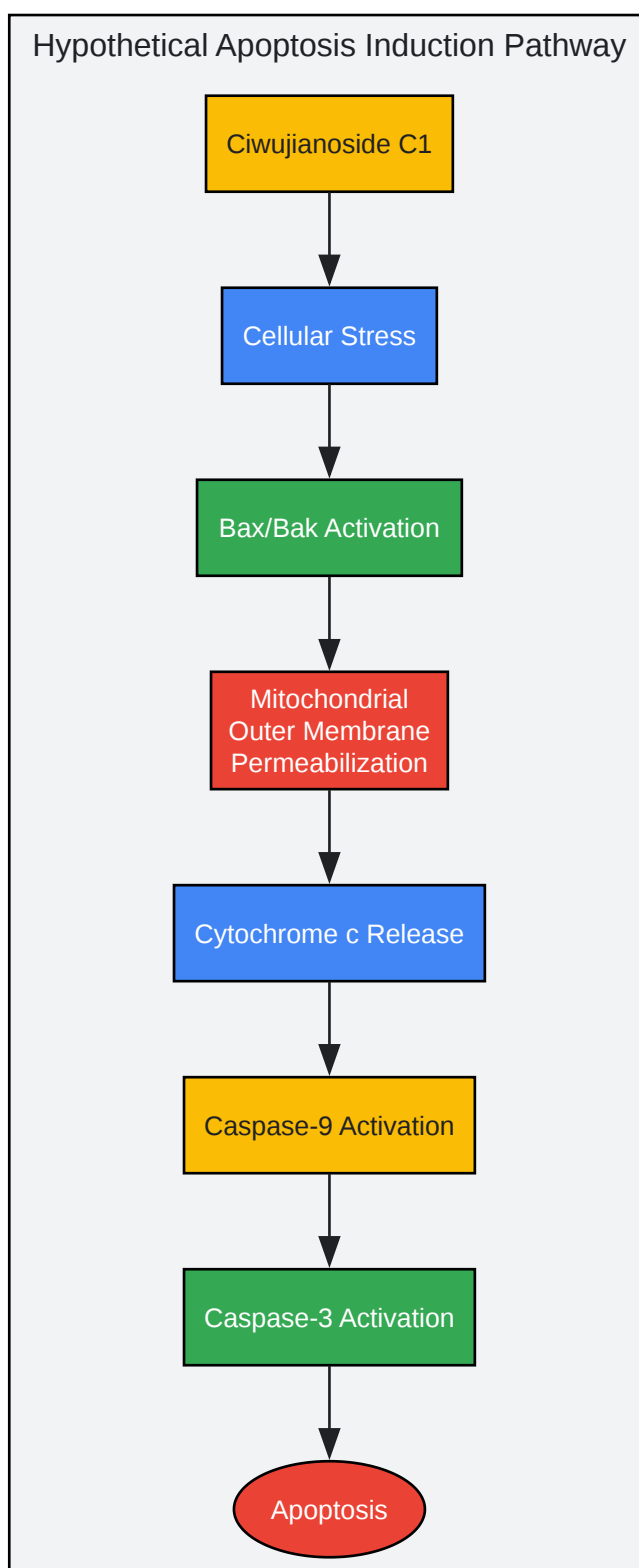 Hypothetical Apoptosis Induction Pathway
Ciwujianoside C1
Cellular Stress
Bax/Bak Activation
Mitochondrial
Outer Membrane
Permeabilization
Cytochrome c Release
Caspase-9 Activation
Caspase-3 Activation
Apoptosis